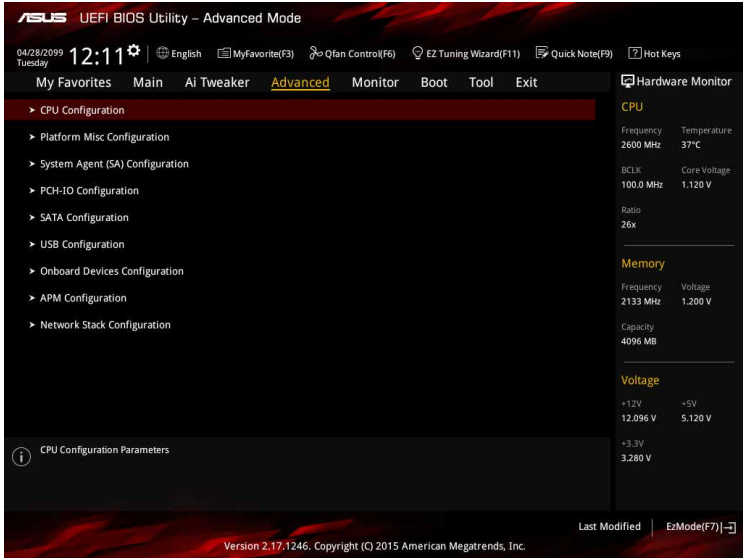 ASUS UEFI BIOS Utility – Advanced Mode
04/28/2099 Tuesday 12:11 English MyFavorite(F3) Qfan Control(F6) EZ Tuning Wizard(F11) Quick Note(F9) ? Hot Keys
My Favorites Main Ai Tweaker Advanced Monitor Boot Tool Exit
> CPU Configuration
> Platform Misc Configuration
> System Agent (SA) Configuration
> PCH-IO Configuration
> SATA Configuration
> USB Configuration
> Onboard Devices Configuration
> APM Configuration
> Network Stack Configuration
i CPU Configuration Parameters
Hardware Monitor
CPU
Frequency Temperature
2600 MHz 37°C
BCLK Core Voltage
100.0 MHz 1.120 V
Ratio
26x
Memory
Frequency Voltage
2133 MHz 1.200 V
Capacity
4096 MB
Voltage
+12V +5V
12.096 V 5.120 V
+3.3V
3.280 V
Last Modified | EzMode(F7)
Version 2.17.1246. Copyright (C) 2015 American Megatrends, Inc.